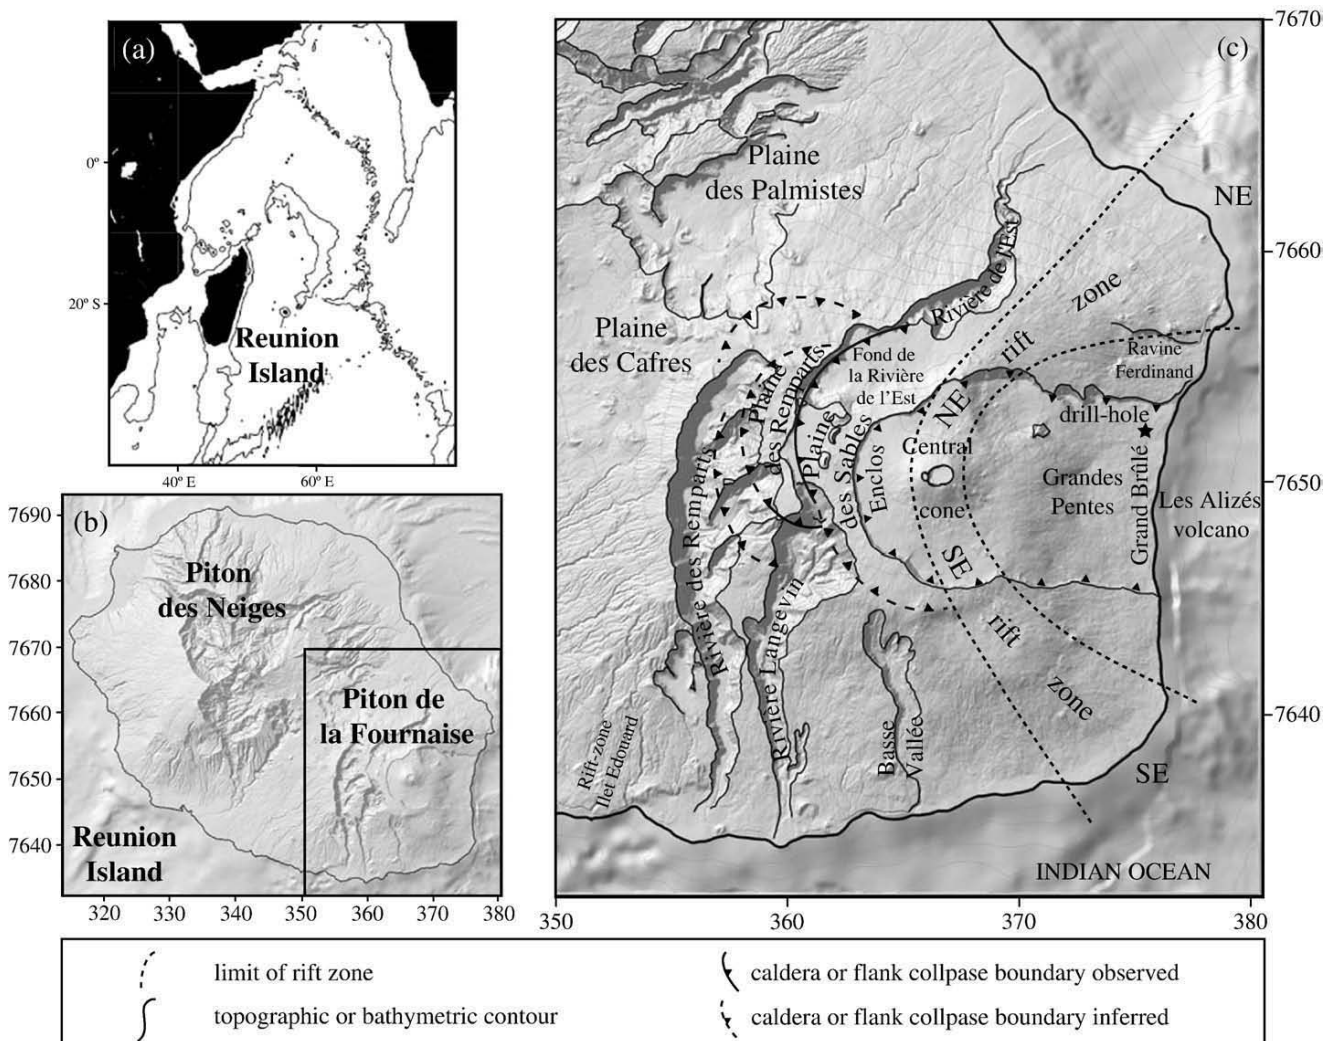 (a)
0°
20° S
Reunion
Island
40° E
60° E
(b)
7690
7680
7670
7660
7650
7640
Piton
des Neiges
Piton de
la Fournaise
Reunion
Island
320
330
340
350
360
370
380
(c)
7670
7660
7650
7640
350
360
370
380
Plaine
des Palmistes
Plaine
des Cafres
Rivière de l'Est
NE
rift
zone
NE
Ravine
Ferdinand
Fond de
la Rivière
de l'Est
Plaine
des Remparts
Plaine
des Sables
Enclos
Central
cone
drill-hole
Grandes
Pentes
Grand Brûlé
Les Alizés
volcano
SE
rift
zone
SE
Rivière des Remparts
Rivière Langevin
Basse
Vallée
Rift-zone
Ilet Edouard
INDIAN OCEAN
limit of rift zone
topographic or bathymetric contour
caldera or flank collpase boundary observed
caldera or flank collpase boundary inferred